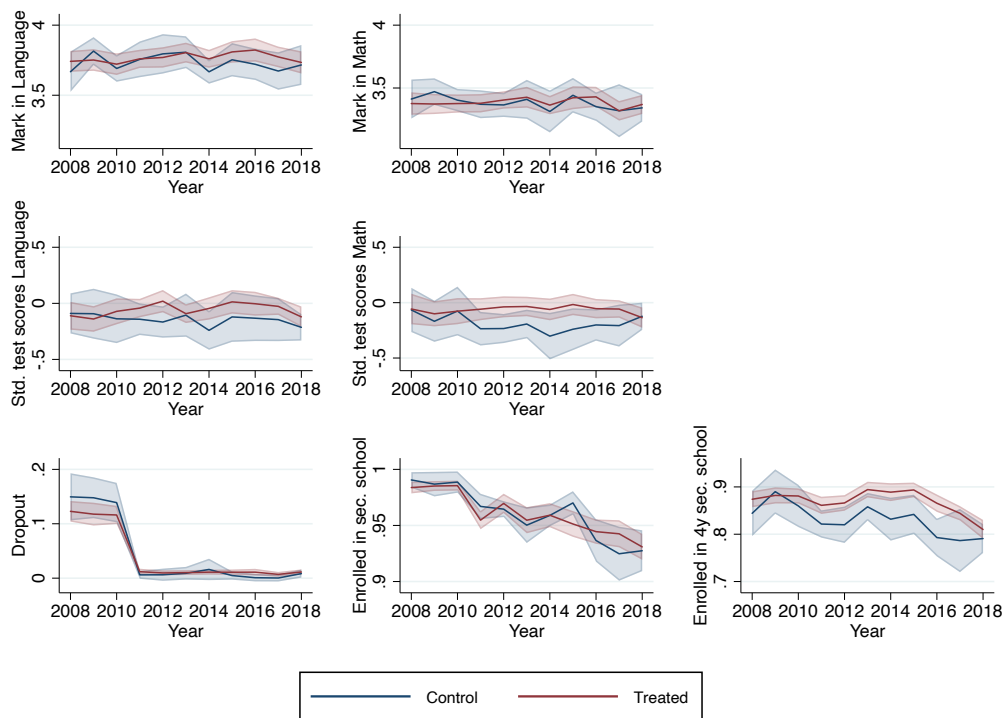 Mark in Language
4
3.5
2008 2010 2012 2014 2016 2018
Year
Mark in Math
4
3.5
2008 2010 2012 2014 2016 2018
Year
Std. test scores Language
.5
0
-.5
2008 2010 2012 2014 2016 2018
Year
Std. test scores Math
.5
0
-.5
2008 2010 2012 2014 2016 2018
Year
Dropout
.2
.1
0
2008 2010 2012 2014 2016 2018
Year
Enrolled in sec. school
1
.95
.9
2008 2010 2012 2014 2016 2018
Year
Enrolled in 4y sec. school
.9
.8
.7
2008 2010 2012 2014 2016 2018
Year
Control Treated